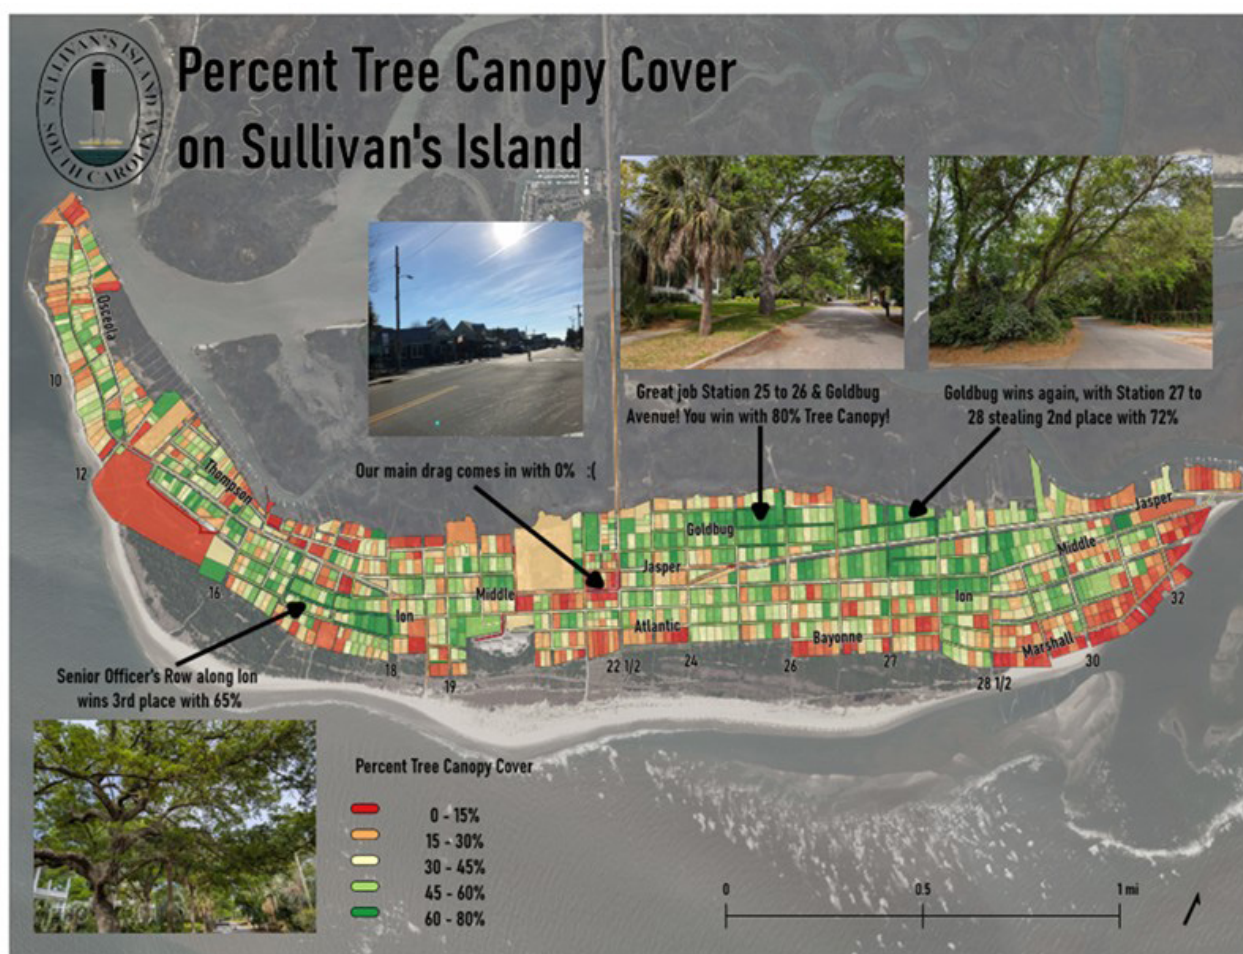 SULLIVAN'S ISLAND
SOUTH CAROLINA
Percent Tree Canopy Cover
on Sullivan's Island
Great job Station 25 to 26 & Goldbug
Avenue! You win with 80% Tree Canopy!
Goldbug wins again, with Station 27 to
28 stealing 2nd place with 72%
Our main drag comes in with 0% :(
Osceola
10
12
Thompson
16
Goldbug
Jasper
Jasper
Middle
Middle
Ion
Ion
Atlantic
Bayonne
Marshall
18
19
22 1/2
24
26
27
28 1/2
30
32
Senior Officer's Row along Ion
wins 3rd place with 65%
Percent Tree Canopy Cover
0 - 15%
15 - 30%
30 - 45%
45 - 60%
60 - 80%
0
0.5
1 mi